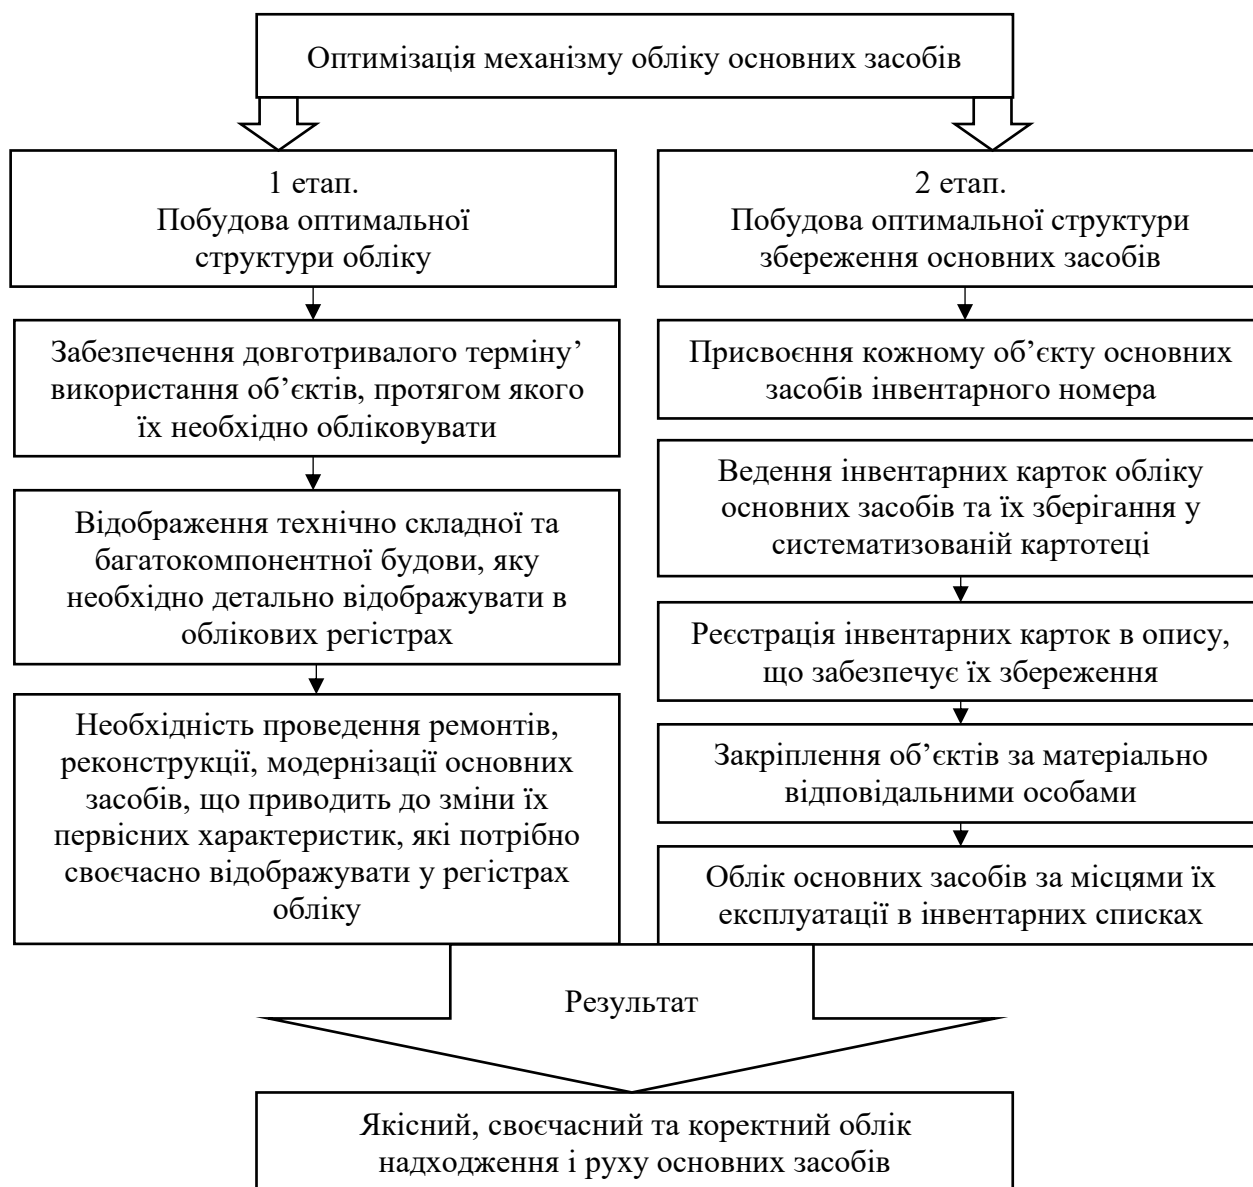 Оптимізація механізму обліку основних засобів
1 етап.
Побудова оптимальної
структури обліку
Забезпечення довготривалого терміну’
використання об’єктів, протягом якого
їх необхідно обліковувати
Відображення технічно складної та
багатокомпонентної будови, яку
необхідно детально відображувати в
облікових регістрах
Необхідність проведення ремонтів,
реконструкції, модернізації основних
засобів, що приводить до зміни їх
первісних характеристик, які потрібно
своєчасно відображувати у регістрах
обліку
2 етап.
Побудова оптимальної структури
збереження основних засобів
Присвоєння кожному об’єкту основних
засобів інвентарного номера
Ведення інвентарних карток обліку
основних засобів та їх зберігання у
систематизованій картотеці
Реєстрація інвентарних карток в опису,
що забезпечує їх збереження
Закріплення об’єктів за матеріально
відповідальними особами
Облік основних засобів за місцями їх
експлуатації в інвентарних списках
Результат
Якісний, своєчасний та коректний облік
надходження і руху основних засобів